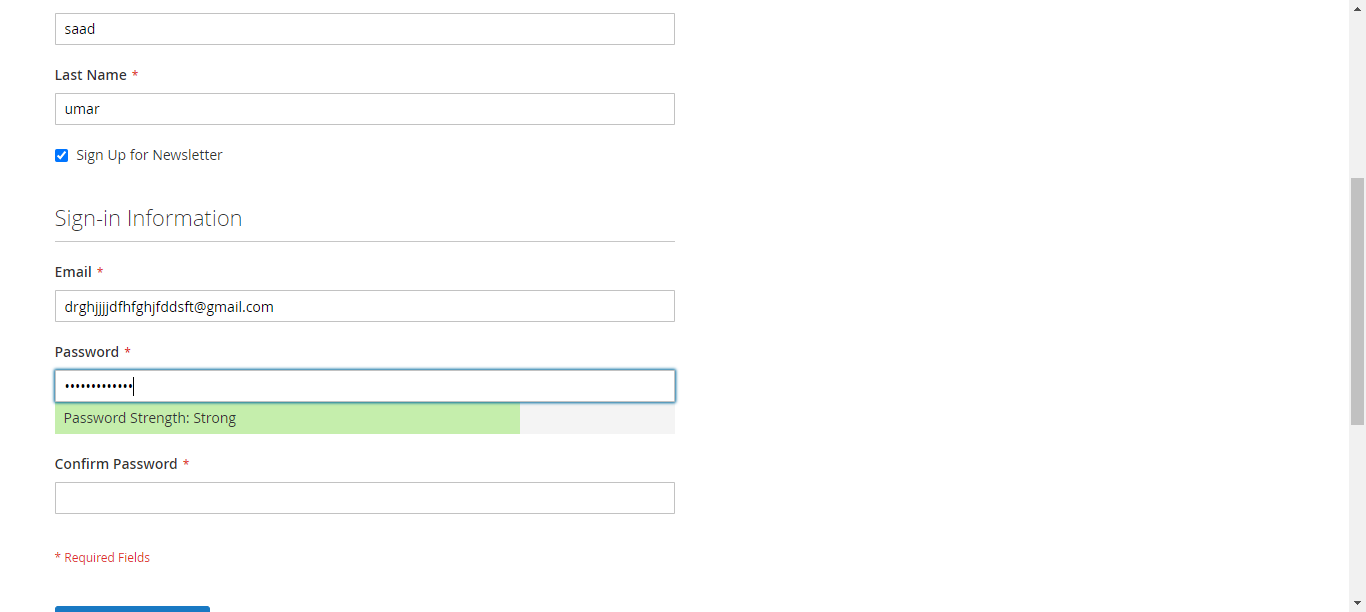 saad
Last Name *
umar
Sign Up for Newsletter
Sign-in Information
Email *
drghjjjjdfhfghjfddsft@gmail.com
Password *
•••••••••••••
Password Strength: Strong
Confirm Password *
* Required Fields